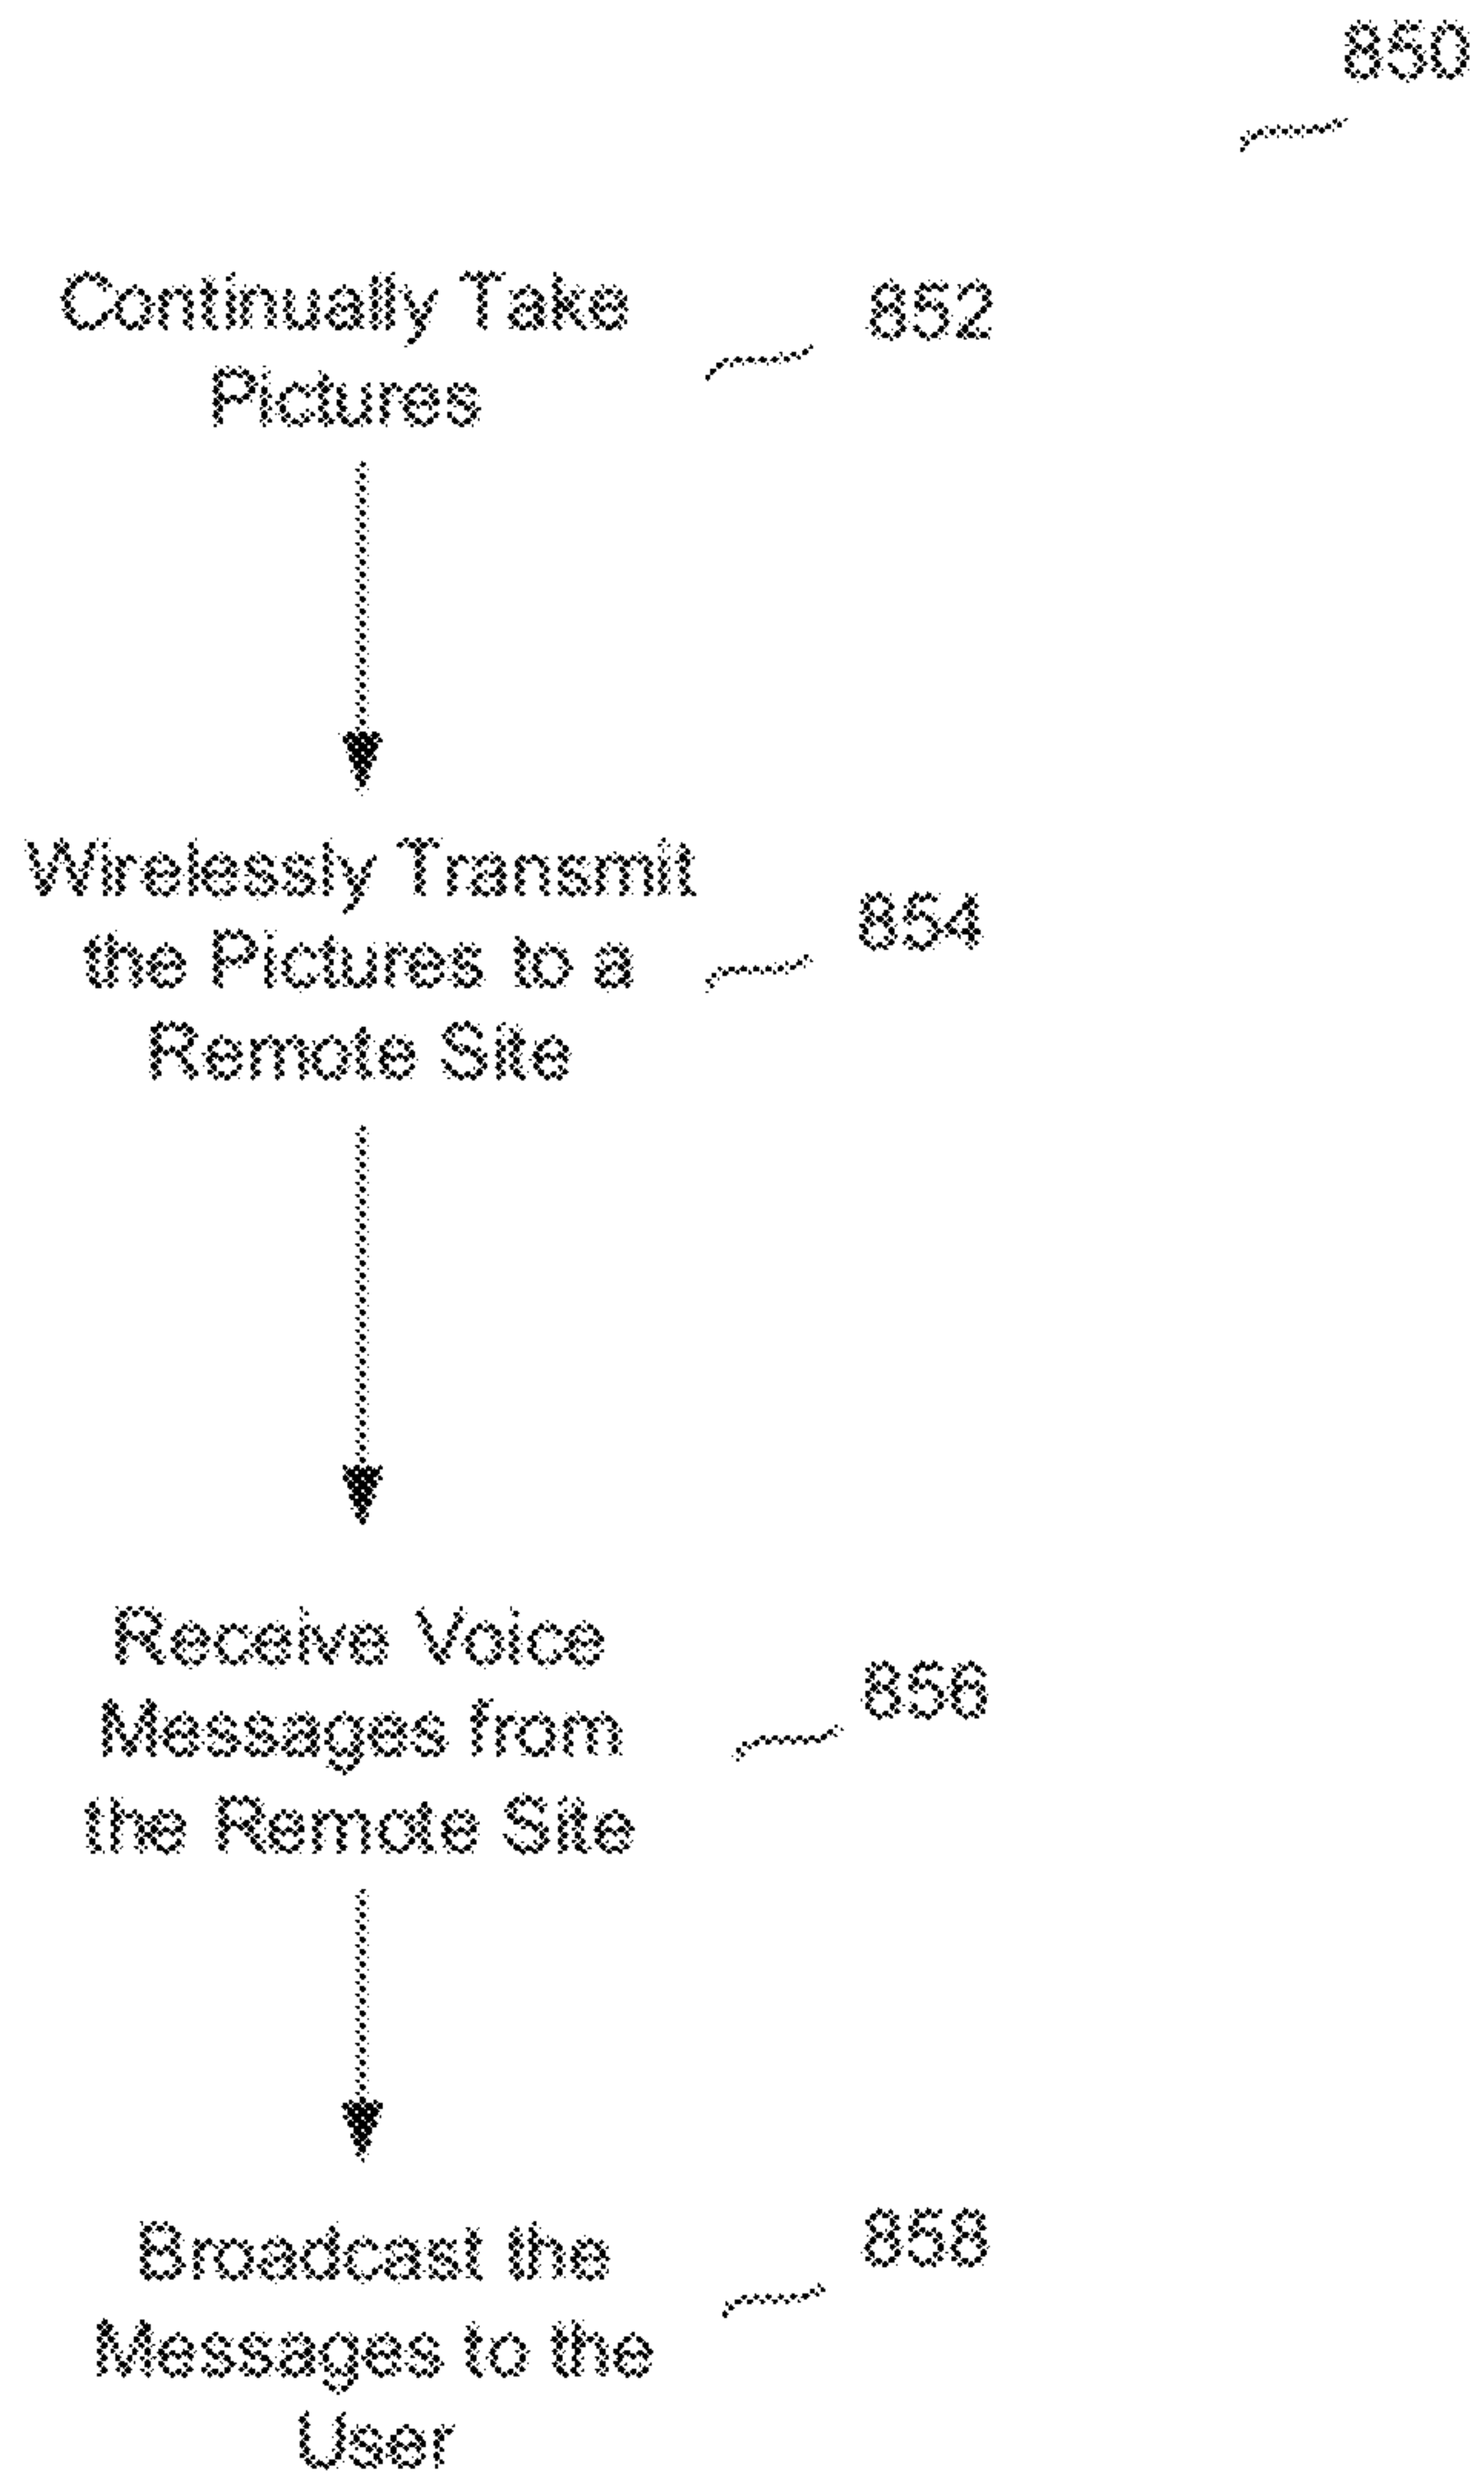 850
Continually Take
852
Pictures
Wirelessly Transmit
854
the Pictures to a
Remote Site
Receive Voice
856
Messages from
the Remote Site
Broadcast the
858
Messages to the
User